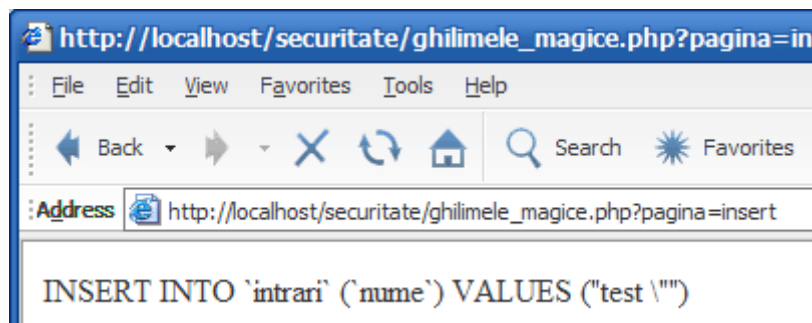 http://localhost/securitate/ghilimele_magice.php?pagina=in
File Edit View Favorites Tools Help
Back Search Favorites
Address http://localhost/securitate/ghilimele_magice.php?pagina=insert
INSERT INTO `intrari` (`nume`) VALUES ("test \"")